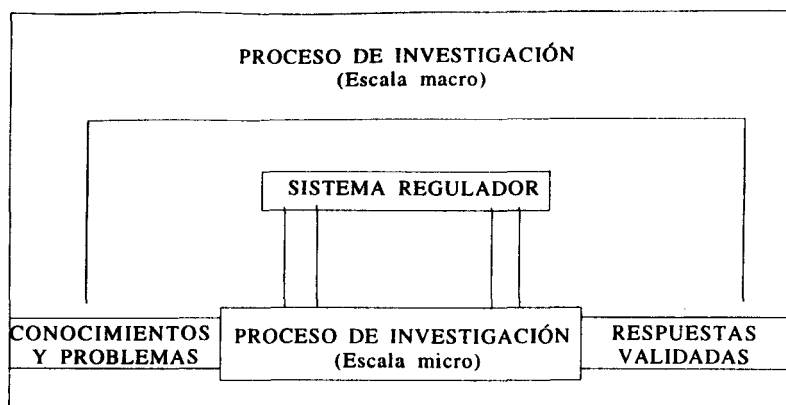 PROCESO DE INVESTIGACIÓN
(Escala macro)
SISTEMA REGULADOR
CONOCIMIENTOS
Y PROBLEMAS
PROCESO DE INVESTIGACIÓN
(Escala micro)
RESPUESTAS
VALIDADAS